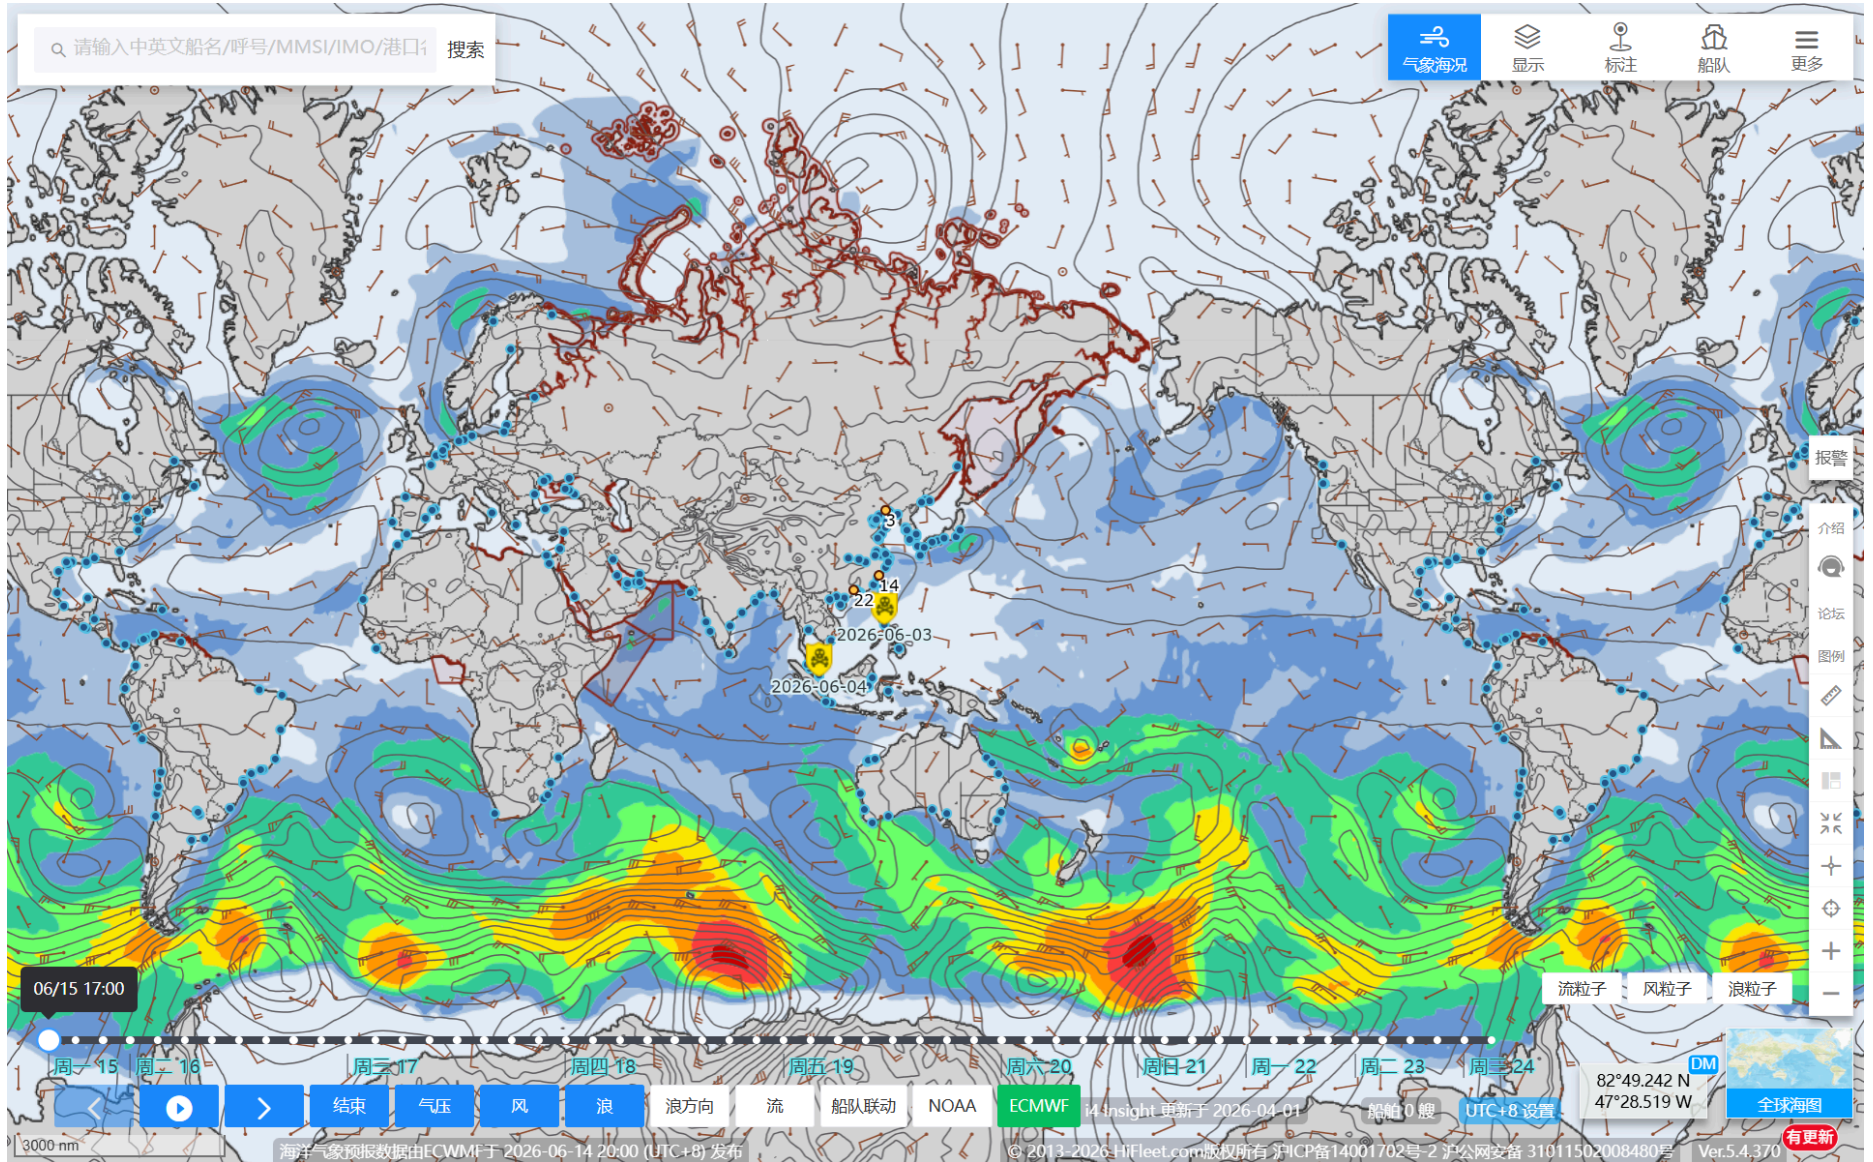 请输入中英文船名/呼号/MMSI/IMO/港口
搜索
气象海况
显示
标注
船队
更多
报警
介绍
论坛
图例
3
14
22
2026-06-03
2026-06-04
流粒子
风粒子
浪粒子
06/15 17:00
周一 15
周二 16
周三 17
周四 18
周五 19
周六 20
周日 21
周一 22
周二 23
周三 24
结束
气压
风
浪
浪方向
流
船队联动
NOAA
ECMWF
i4 Insight 更新于 2026-04-01
船舶 0 艘
UTC+8 设置
DM
82°49.242 N
47°28.519 W
全球海图
有更新
3000 nm
海洋气象预报数据由ECWMF于 2026-06-14 20:00 (UTC+8) 发布
© 2013-2026 HiFleet.com版权所有 沪ICP备14001702号-2 沪公网安备 31011502008480号
Ver.5.4.370